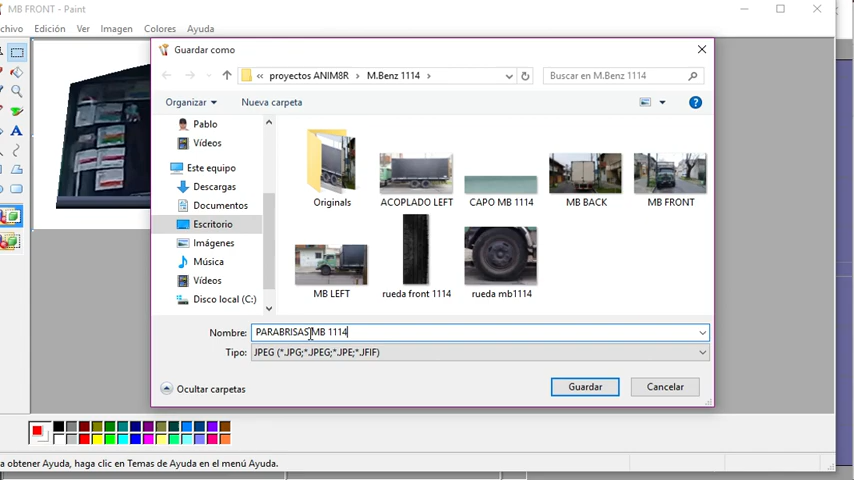 MB FRONT - Paint
rchivo Edición Ver Imagen Colores Ayuda
Guardar como
« proyectos ANIM8R > M.Benz 1114 >
Buscar en M.Benz 1114
Organizar Nueva carpeta
Pablo
Vídeos
Este equipo
Descargas
Documentos
Escritorio
Imágenes
Música
Vídeos
Disco local (C:)
Originals
ACOPLADO LEFT
CAPO MB 1114
MB BACK
MB FRONT
MB LEFT
rueda front 1114
rueda mb1114
Nombre: PARABRISAS MB 1114
Tipo: JPEG (*.JPG;*.JPEG;*.JPE;*.JFIF)
Ocultar carpetas
Guardar
Cancelar
a obtener Ayuda, haga clic en Temas de Ayuda en el menú Ayuda.